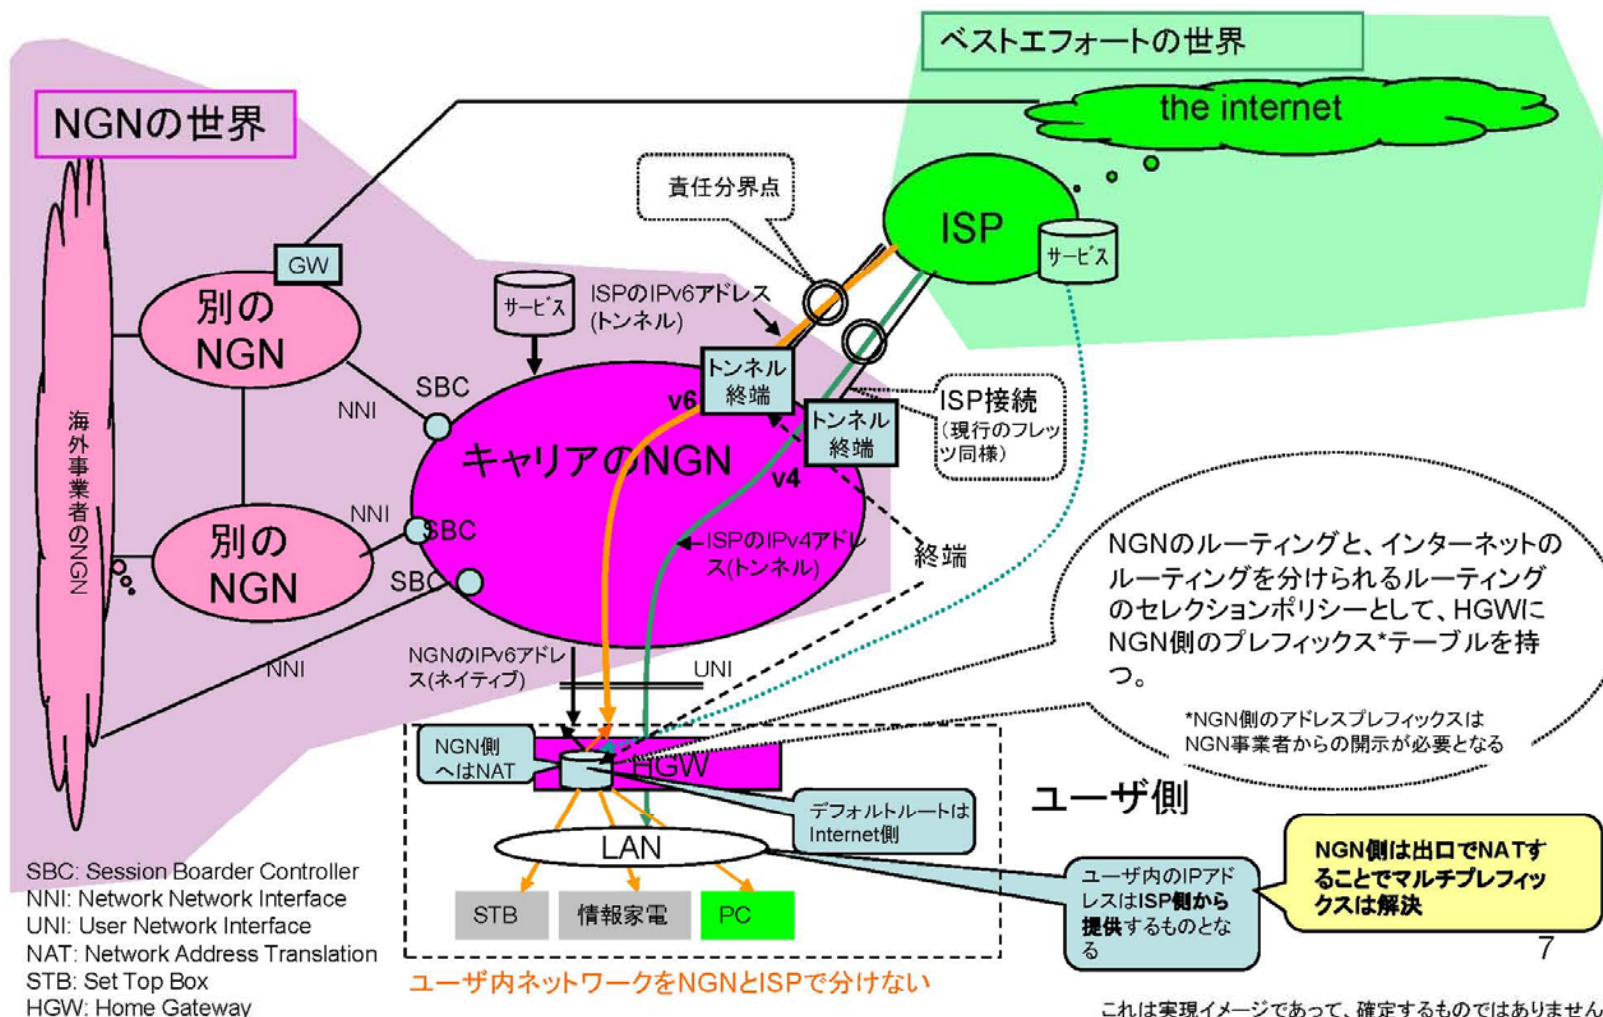 ベストエフォートの世界
the internet
NGNの世界
責任分界点
ISP
サービス
GW
別の
NGN
サービス
ISPのIPv6アドレス
(トンネル)
トンネル
終端
v6
SBC
NNI
海外事業者のNGN
キャリアのNGN
トンネル
終端
v4
ISP接続
(現行のフレッ
ツ同様)
別の
NGN
NNI
SBC
SBC
ISPのIPv4アドレ
ス(トンネル)
終端
NGNのルーティングと、インターネットの
ルーティングを分けられるルーティング
のセレクションポリシーとして、HGWに
NGN側のプレフィックス*テーブルを持
つ。
*NGN側のアドレスプレフィックスは
NGN事業者からの開示が必要となる
NNI
NGNのIPv6アドレ
ス(ネイティブ)
UNI
NGN側
へはNAT
HGW
デフォルトルートは
Internet側
ユーザ側
LAN
STB
情報家電
PC
ユーザ内のIPアド
レスはISP側から
提供するものとな
る
NGN側は出口でNATす
ることでマルチプレフィッ
クスは解決
7
ユーザ内ネットワークをNGNとISPで分けない
SBC: Session Boarder Controller
NNI: Network Network Interface
UNI: User Network Interface
NAT: Network Address Translation
STB: Set Top Box
HGW: Home Gateway
これは実現イメージであって、確定するものではありません